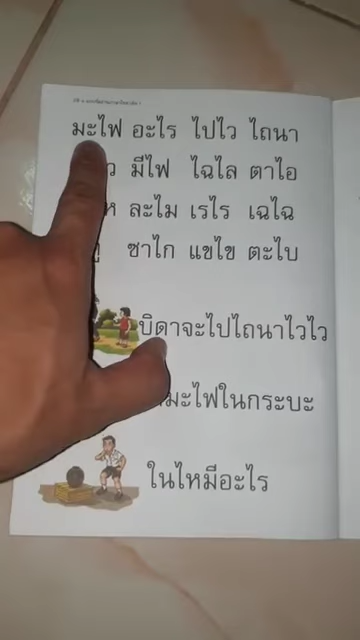 มะไฟ อะไร ไปไว ไถนา
มีไฟ ไฉไล ตาไอ
ละไม เรไร เฉไฉ
ซาไก แขไข ตะไบ
บิดาจะไปไถนาไวไว
มะไฟในกระบะ
ในไหมีอะไร